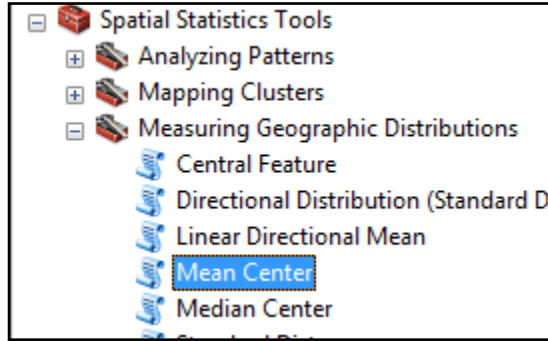 Spatial Statistics Tools
Analyzing Patterns
Mapping Clusters
Measuring Geographic Distributions
Central Feature
Directional Distribution (Standard D
Linear Directional Mean
Mean Center
Median Center